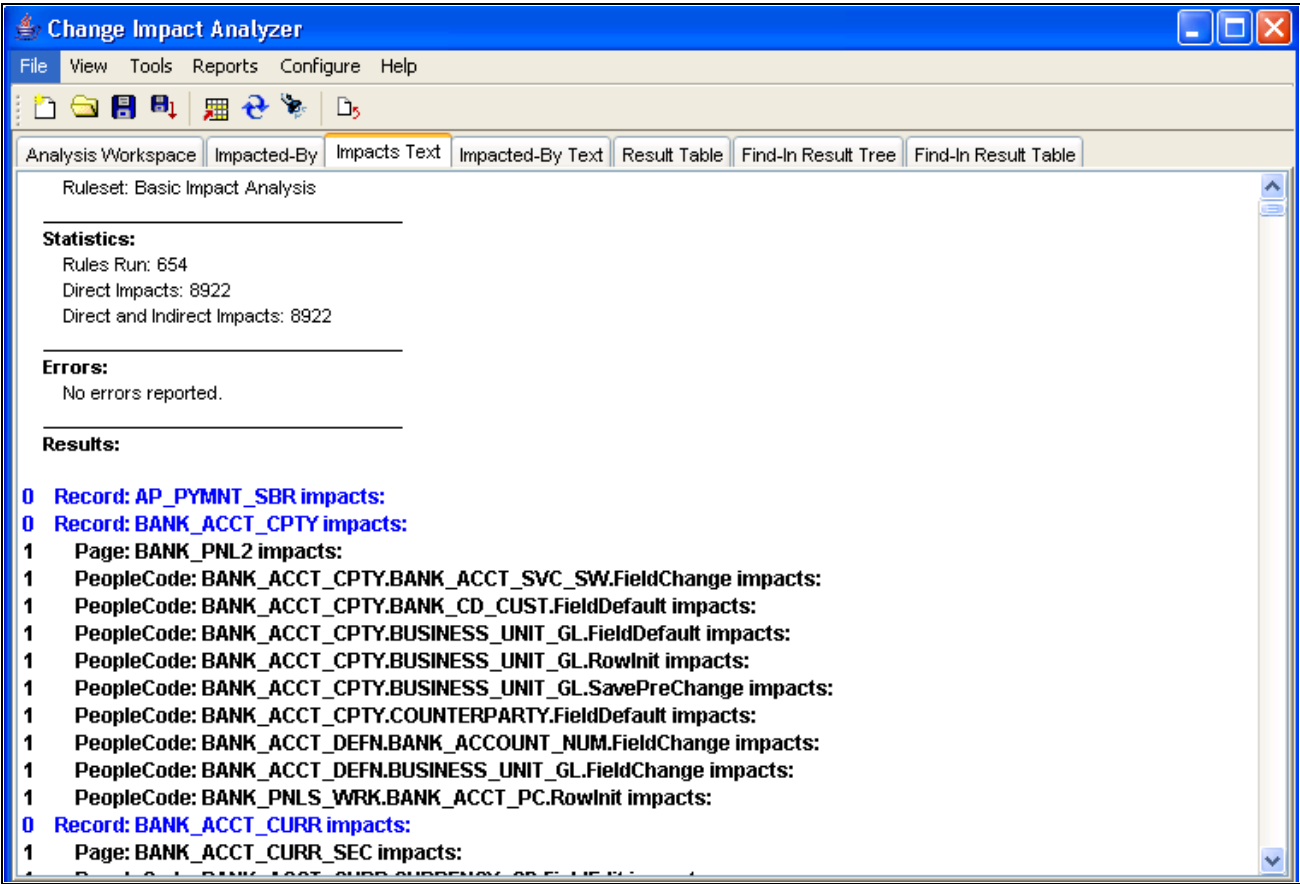 Change Impact Analyzer
File View Tools Reports Configure Help
Analysis Workspace Impacted-By Impacts Text Impacted-By Text Result Table Find-In Result Tree Find-In Result Table
Ruleset: Basic Impact Analysis
Statistics:
Rules Run: 654
Direct Impacts: 8922
Direct and Indirect Impacts: 8922
Errors:
No errors reported.
Results:
0 Record: AP_PYMNT_SBR impacts:
0 Record: BANK_ACCT_CPTY impacts:
1 Page: BANK_PNL2 impacts:
1 PeopleCode: BANK_ACCT_CPTY.BANK_ACCT_SVC_SW.FieldChange impacts:
1 PeopleCode: BANK_ACCT_CPTY.BANK_CD_CUST.FieldDefault impacts:
1 PeopleCode: BANK_ACCT_CPTY.BUSINESS_UNIT_GL.FieldDefault impacts:
1 PeopleCode: BANK_ACCT_CPTY.BUSINESS_UNIT_GL.RowInit impacts:
1 PeopleCode: BANK_ACCT_CPTY.BUSINESS_UNIT_GL.SavePreChange impacts:
1 PeopleCode: BANK_ACCT_CPTY.COUNTERPARTY.FieldDefault impacts:
1 PeopleCode: BANK_ACCT_DEFN.BANK_ACCOUNT_NUM.FieldChange impacts:
1 PeopleCode: BANK_ACCT_DEFN.BUSINESS_UNIT_GL.FieldChange impacts:
1 PeopleCode: BANK_PNLS_WRK.BANK_ACCT_PC.RowInit impacts:
0 Record: BANK_ACCT_CURR impacts:
1 Page: BANK_ACCT_CURR_SEC impacts: